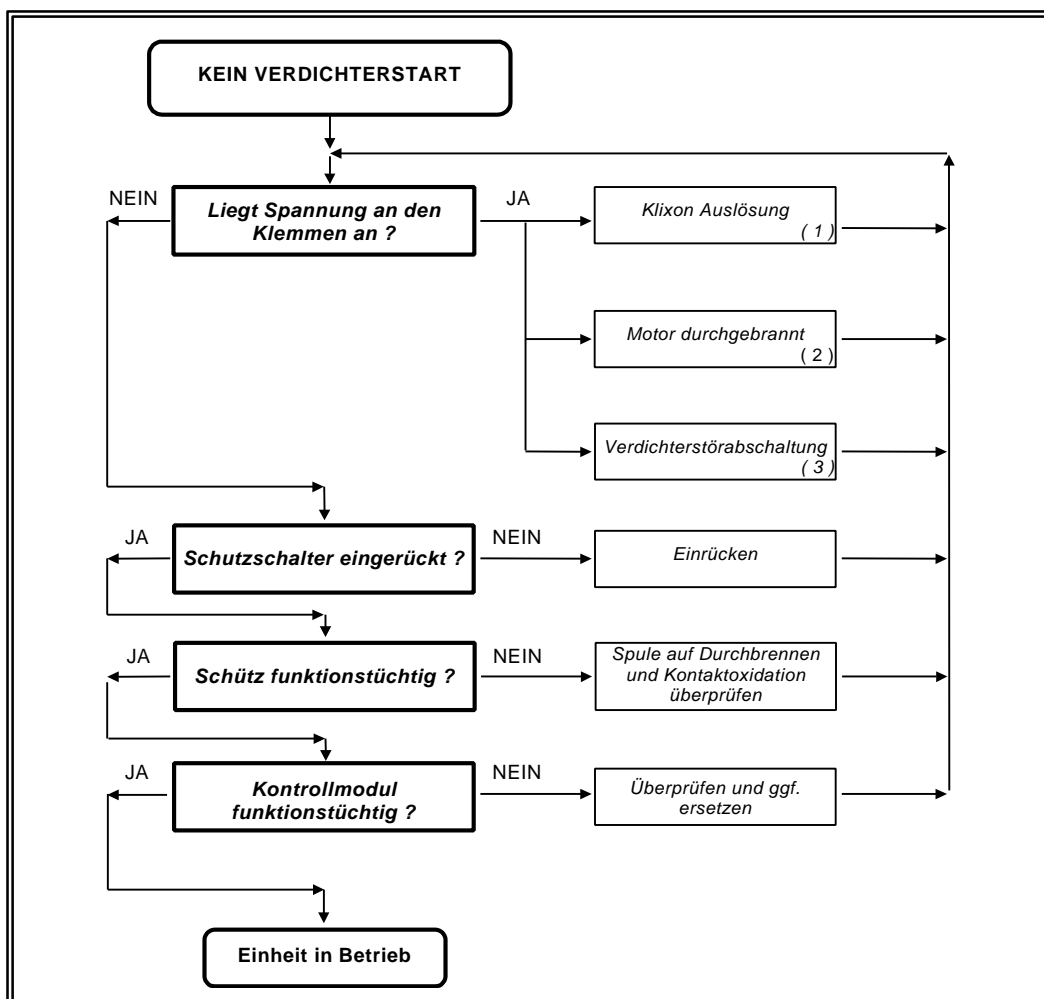 KEIN VERDICHTERSTART
NEIN
Liegt Spannung an den
Klemmen an ?
JA
Klixon Auslösung
( 1 )
Motor durchgebrannt
( 2 )
Verdichterstörabschaltung
( 3 )
JA
Schutzschalter eingerückt ?
NEIN
Einrücken
JA
Schütz funktionstüchtig ?
NEIN
Spule auf Durchbrennen
und Kontaktoxidation
überprüfen
JA
Kontrollmodul
funktionstüchtig ?
NEIN
Überprüfen und ggf.
ersetzen
Einheit in Betrieb